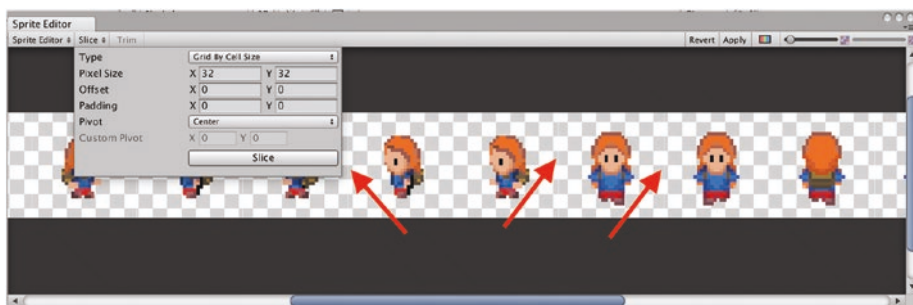 Sprite Editor
Sprite Editor Slice Trim Revert Apply
Type Grid By Cell Size
Pixel Size X 32 Y 32
Offset X 0 Y 0
Padding X 0 Y 0
Pivot Center
Custom Pivot X 0 Y 0
Slice